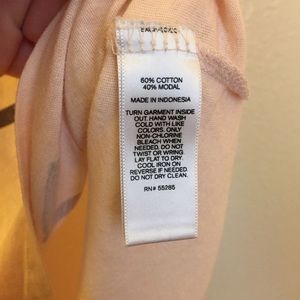 60% COTTON
40% MODAL
MADE IN INDONESIA
TURN GARMENT INSIDE
OUT. HAND WASH
COLD WITH LIKE
COLORS. ONLY
NON-CHLORINE
BLEACH WHEN
NEEDED. DO NOT
TWIST OR WRING
LAY FLAT TO DRY.
COOL IRON ON
REVERSE IF NEEDED.
DO NOT DRY CLEAN.
RN# 55285